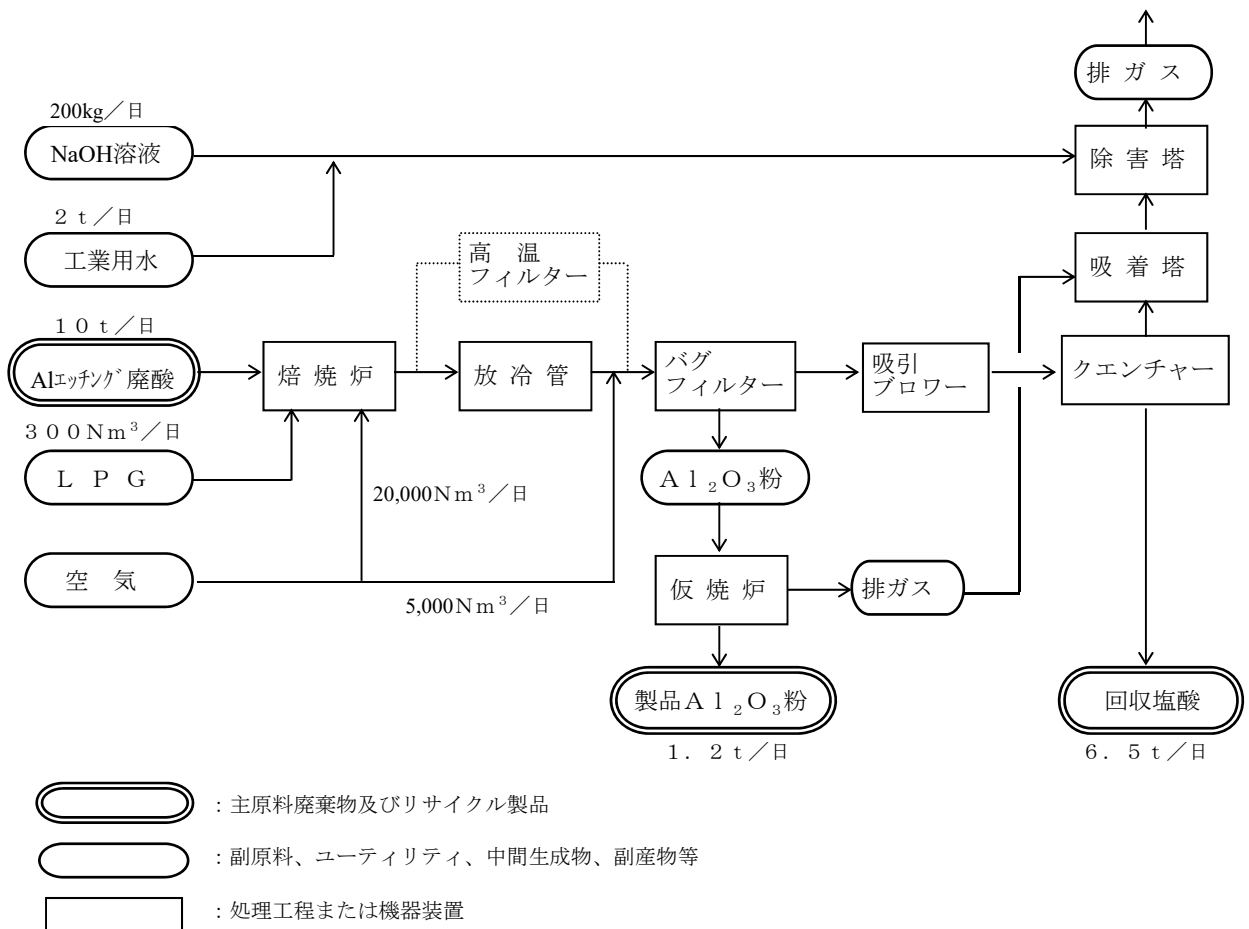 排 ガ ス
200kg／日
NaOH溶液
除 害 塔
２ｔ／日
工業用水
高　温
フィルター
吸 着 塔
１０ｔ／日
Alｴｯﾁﾝｸﾞ廃酸
焙 焼 炉
放 冷 管
バグ
フィルター
吸引
ブロワー
クエンチャー
３００Ｎｍ³／日
Ｌ Ｐ Ｇ
Ａｌ₂Ｏ₃粉
20,000Ｎｍ³／日
空　気
仮 焼 炉
排ガス
5,000Ｎｍ³／日
製品Ａｌ₂Ｏ₃粉
回収塩酸
１．２ｔ／日
６．５ｔ／日
：主原料廃棄物及びリサイクル製品
：副原料、ユーティリティ、中間生成物、副産物等
：処理工程または機器装置